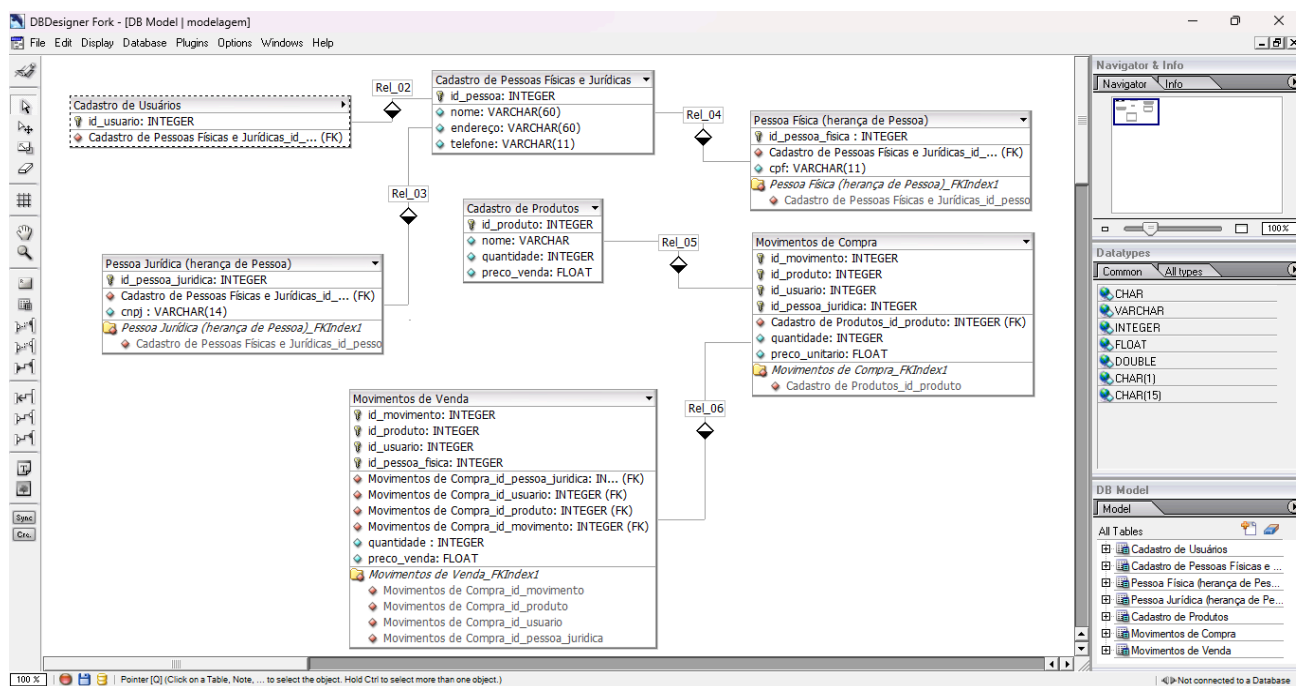 DBDesigner Fork - [DB Model | modelagem]
File Edit Display Database Plugins Options Windows Help
Cadastro de Usuários
id_usuario: INTEGER
Cadastro de Pessoas Físicas e Jurídicas_id_... (FK)
Rel_02
Cadastro de Pessoas Físicas e Jurídicas
id_pessoa: INTEGER
nome: VARCHAR(60)
endereço: VARCHAR(60)
telefone: VARCHAR(11)
Rel_04
Pessoa Física (herança de Pessoa)
id_pessoa_fisica : INTEGER
Cadastro de Pessoas Físicas e Jurídicas_id_... (FK)
cpf: VARCHAR(11)
Pessoa Física (herança de Pessoa)_FKIndex1
Cadastro de Pessoas Físicas e Jurídicas_id_pesso
Rel_03
Cadastro de Produtos
id_produto: INTEGER
nome: VARCHAR
quantidade: INTEGER
preco_venda: FLOAT
Rel_05
Pessoa Jurídica (herança de Pessoa)
id_pessoa_juridica: INTEGER
Cadastro de Pessoas Físicas e Jurídicas_id_... (FK)
cnpj : VARCHAR(14)
Pessoa Jurídica (herança de Pessoa)_FKIndex1
Cadastro de Pessoas Físicas e Jurídicas_id_pesso
Movimentos de Compra
id_movimento: INTEGER
id_produto: INTEGER
id_usuario: INTEGER
id_pessoa_juridica: INTEGER
Cadastro de Produtos_id_produto: INTEGER (FK)
quantidade: INTEGER
preco_unitario: FLOAT
Movimentos de Compra_FKIndex1
Cadastro de Produtos_id_produto
Rel_06
Movimentos de Venda
id_movimento: INTEGER
id_produto: INTEGER
id_usuario: INTEGER
id_pessoa_fisica: INTEGER
Movimentos de Compra_id_pessoa_juridica: IN... (FK)
Movimentos de Compra_id_usuario: INTEGER (FK)
Movimentos de Compra_id_produto: INTEGER (FK)
Movimentos de Compra_id_movimento: INTEGER (FK)
quantidade : INTEGER
preco_venda: FLOAT
Movimentos de Venda_FKIndex1
Movimentos de Compra_id_movimento
Movimentos de Compra_id_produto
Movimentos de Compra_id_usuario
Movimentos de Compra_id_pessoa_juridica
Sync
Navigator & Info
Navigator Info
100 %
Datatypes
Common All types
CHAR
VARCHAR
INTEGER
FLOAT
DOUBLE
CHAR(1)
CHAR(15)
DB Model
Model
All Tables
Cadastro de Usuários
Cadastro de Pessoas Físicas e ...
Pessoa Física (herança de Pes...
Pessoa Jurídica (herança de Pe...
Cadastro de Produtos
Movimentos de Compra
Movimentos de Venda
100 %
Pointer [Q] (Click on a Table, Note, ... to select the object. Hold Ctrl to select more than one object.)
Not connected to a Database